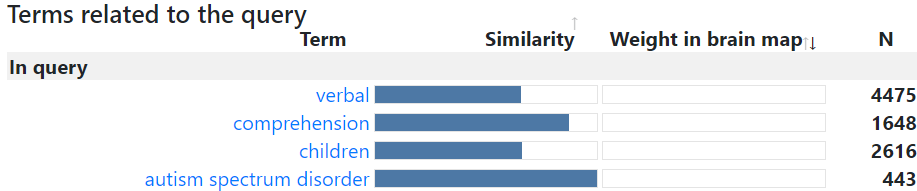 Terms related to the query
Term Similarity Weight in brain map N
In query
verbal 4475
comprehension 1648
children 2616
autism spectrum disorder 443